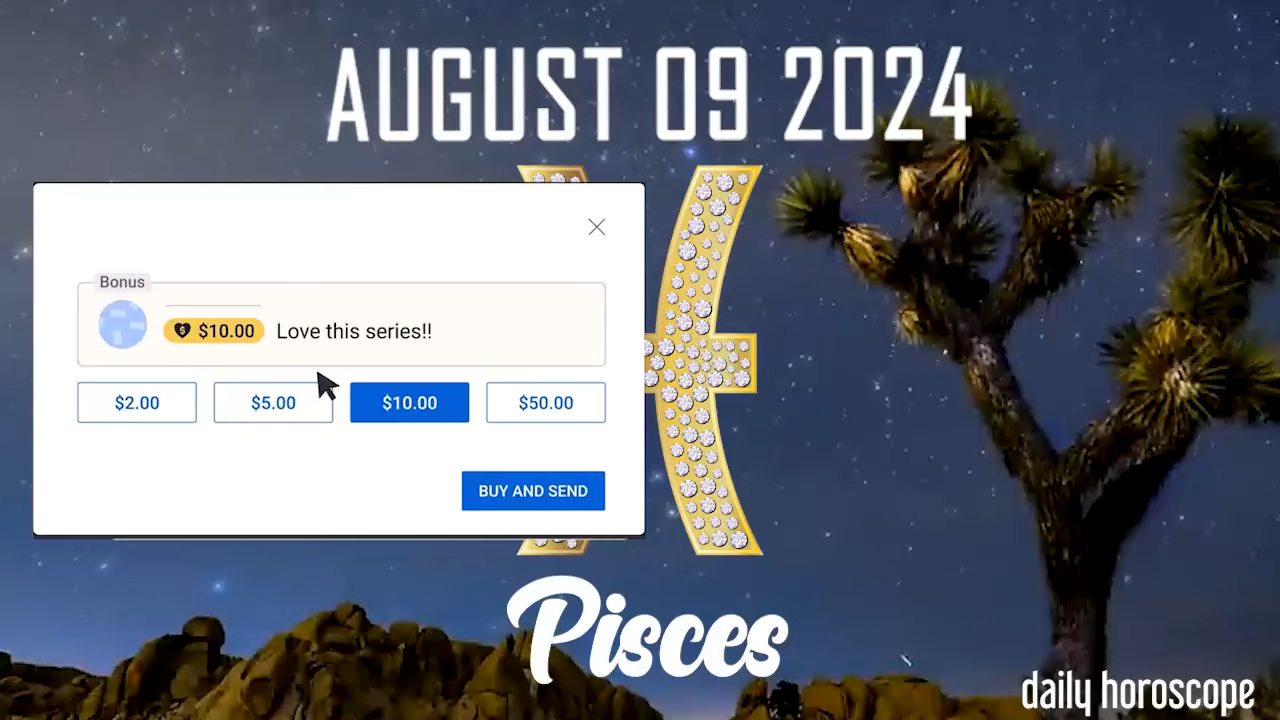 AUGUST 09 2024
Bonus
$10.00 Love this series!!
$2.00 $5.00 $10.00 $50.00
BUY AND SEND
Pisces
daily horoscope